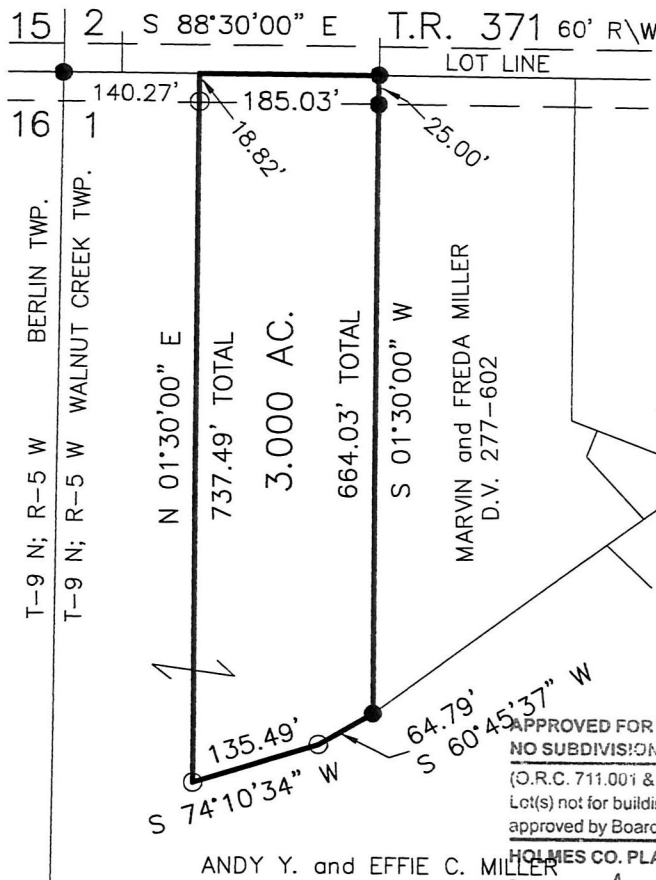 15 2 S 88°30'00" E T.R. 371 60' R\W
LOT LINE
140.27' 185.03'
16 1
18.82'
25.00'
BERLIN TWP.
WALNUT CREEK TWP.
T-9 N; R-5 W
T-9 N; R-5 W
N 01°30'00" E
737.49' TOTAL
3.000 AC.
664.03' TOTAL
S 01°30'00" W
MARVIN and FREDA MILLER
D.V. 277-602
135.49'
S 74°10'34" W
64.79'
S 60°45'37" W
APPROVED FOR
NO SUBDIVISION
(O.R.C. 711.001 &
Lot(s) not for buildi
approved by Board
HOLMES CO. PLA
ANDY Y. and EFFIE C. MILLER